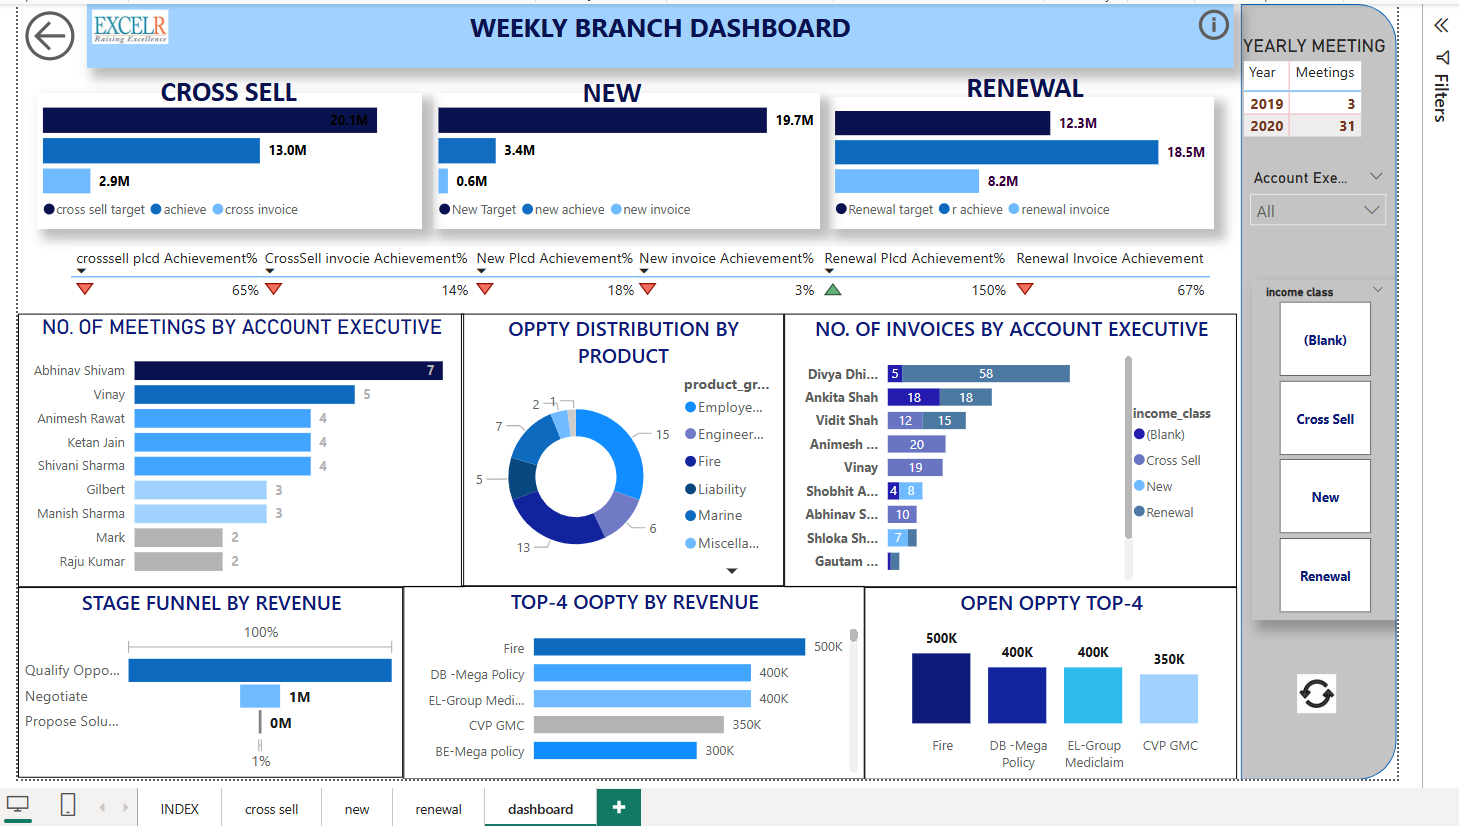 EXCELR
Raising Excellence
WEEKLY BRANCH DASHBOARD
YEARLY MEETING
Year Meetings
2019 3
2020 31
Filters
Account Exe...
All
income class
(Blank)
Cross Sell
New
Renewal
CROSS SELL
20.1M
13.0M
2.9M
cross sell target achieve cross invoice
NEW
19.7M
3.4M
0.6M
New Target new achieve new invoice
RENEWAL
12.3M
18.5M
8.2M
Renewal target r achieve renewal invoice
crosssell plcd Achievement% CrossSell invocie Achievement% New Plcd Achievement% New invoice Achievement% Renewal Plcd Achievement% Renewal Invoice Achievement
65% 14% 18% 3% 150% 67%
NO. OF MEETINGS BY ACCOUNT EXECUTIVE
Abhinav Shivam 7
Vinay 5
Animesh Rawat 4
Ketan Jain 4
Shivani Sharma 4
Gilbert 3
Manish Sharma 3
Mark 2
Raju Kumar 2
OPPTY DISTRIBUTION BY
PRODUCT
15
6
13
5
7
2
1
product_gr...
Employe...
Engineer...
Fire
Liability
Marine
Miscella...
NO. OF INVOICES BY ACCOUNT EXECUTIVE
Divya Dhi... 5 58
Ankita Shah 18 18
Vidit Shah 12 15
Animesh ... 20
Vinay 19
Shobhit A... 4 8
Abhinav S... 10
Shloka Sh... 7
Gautam ...
income_class
(Blank)
Cross Sell
New
Renewal
STAGE FUNNEL BY REVENUE
100%
Qualify Oppo...
Negotiate 1M
Propose Solu... 0M
1%
TOP-4 OOPTY BY REVENUE
Fire 500K
DB -Mega Policy 400K
EL-Group Medi... 400K
CVP GMC 350K
BE-Mega policy 300K
OPEN OPPTY TOP-4
500K
400K
400K
350K
Fire
DB -Mega
Policy
EL-Group
Mediclaim
CVP GMC
INDEX cross sell new renewal dashboard